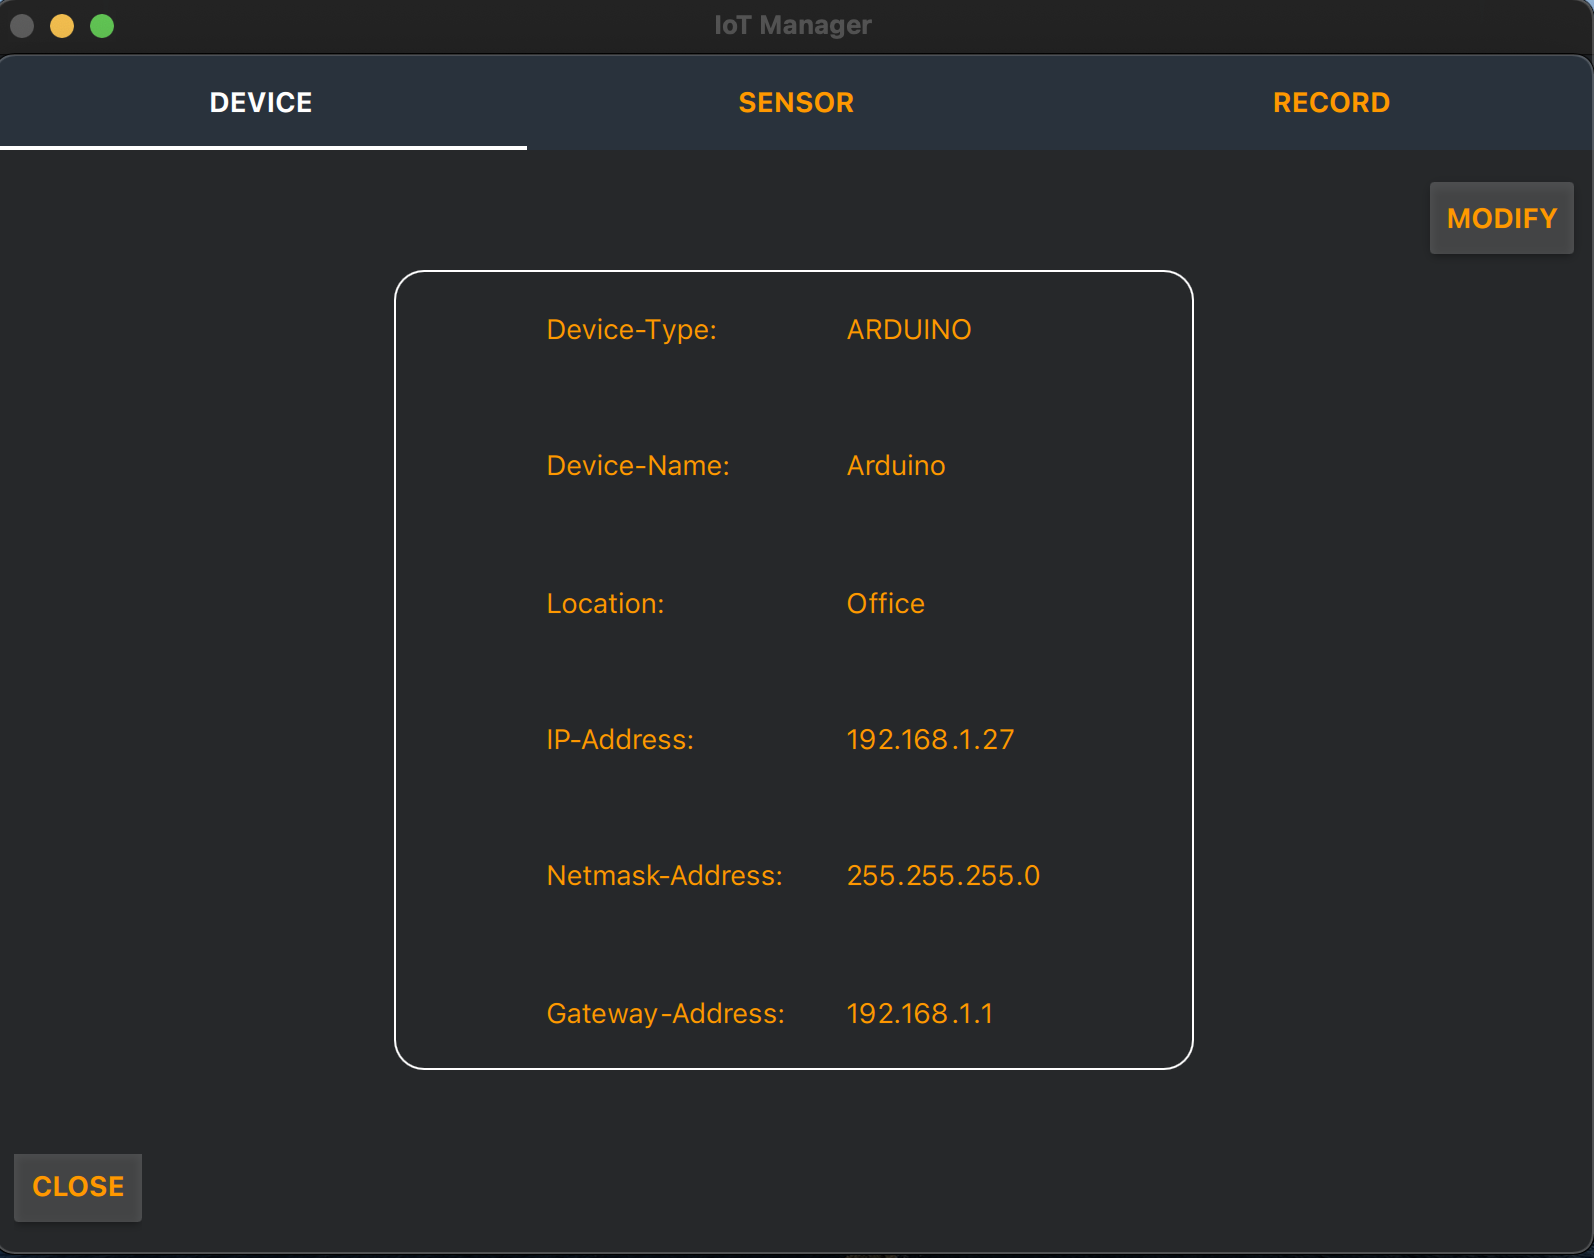 IoT Manager
DEVICE SENSOR RECORD
MODIFY
Device-Type: ARDUINO
Device-Name: Arduino
Location: Office
IP-Address: 192.168.1.27
Netmask-Address: 255.255.255.0
Gateway-Address: 192.168.1.1
CLOSE